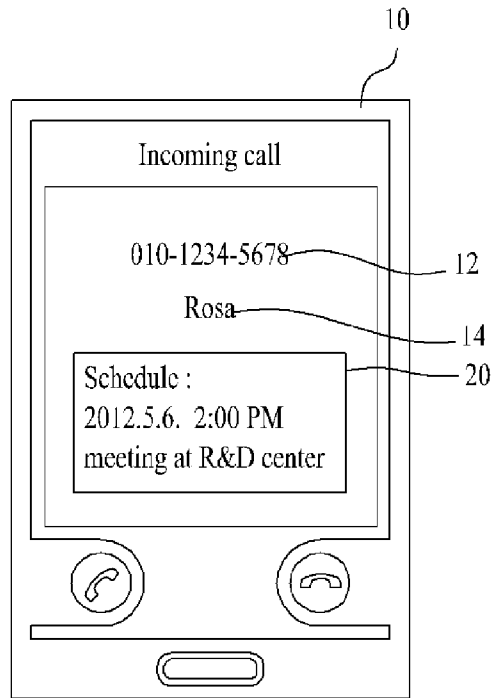 10
Incoming call
010-1234-5678
12
Rosa
14
20
Schedule :
2012.5.6. 2:00 PM
meeting at R&D center